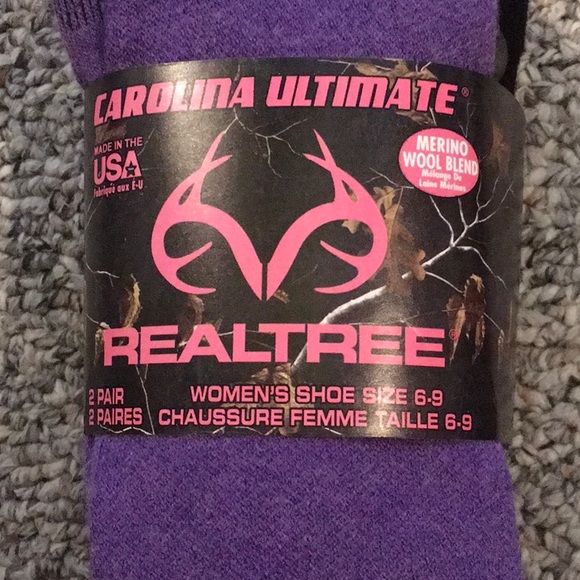 CAROLINA ULTIMATE®
MADE IN THE
USA
Fabriqué aux É-U
MERINO
WOOL BLEND
Mélange De
Laine Mérinos
REALTREE®
2 PAIR
2 PAIRES
WOMEN'S SHOE SIZE 6-9
CHAUSSURE FEMME TAILLE 6-9